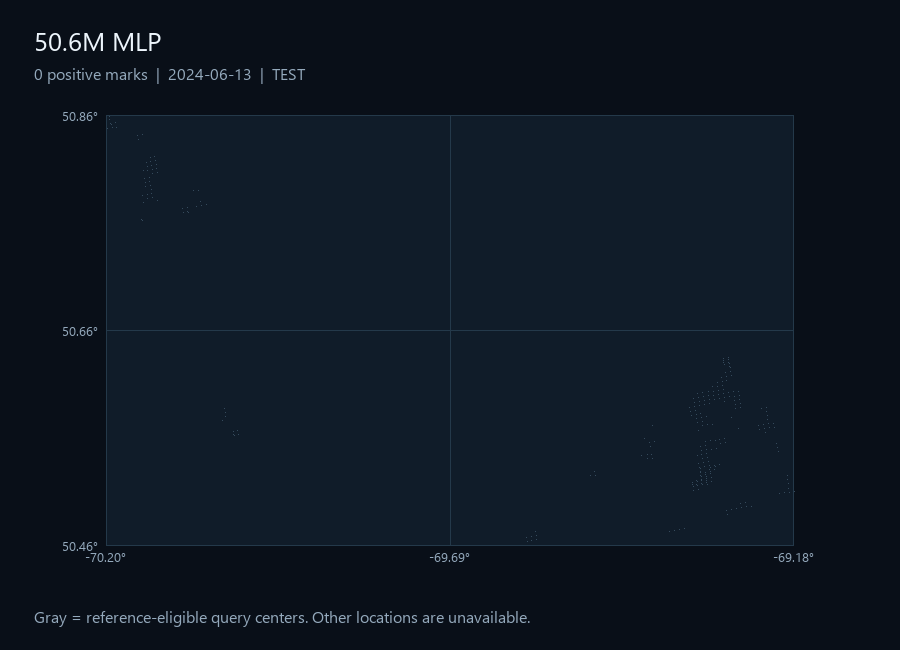 50.6M MLP
0 positive marks | 2024-06-13 | TEST
50.86°
50.66°
50.46°
-70.20°
-69.69°
-69.18°
Gray = reference-eligible query centers. Other locations are unavailable.